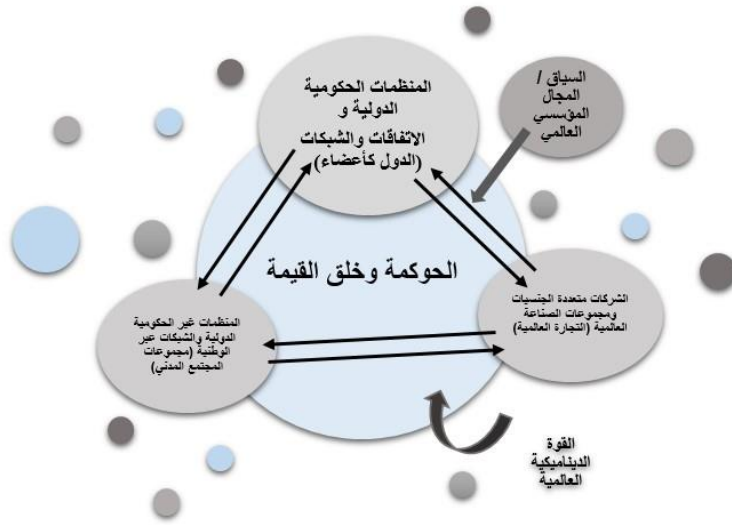 المنظمات الحكومية
الدولية و
الاتفاقات والشبكات
(الدول كأعضاء)
السياق /
المجال
المؤسسي
العالمي
الحوكمة وخلق القيمة
الشركات متعددة الجنسيات
ومجموعات الصناعة
العالمية (التجارة العالمية)
المنظمات غير الحكومية
الدولية والشبكات عبر
الوطنية (مجموعات
المجتمع المدني)
القوة
الديناميكية
العالمية